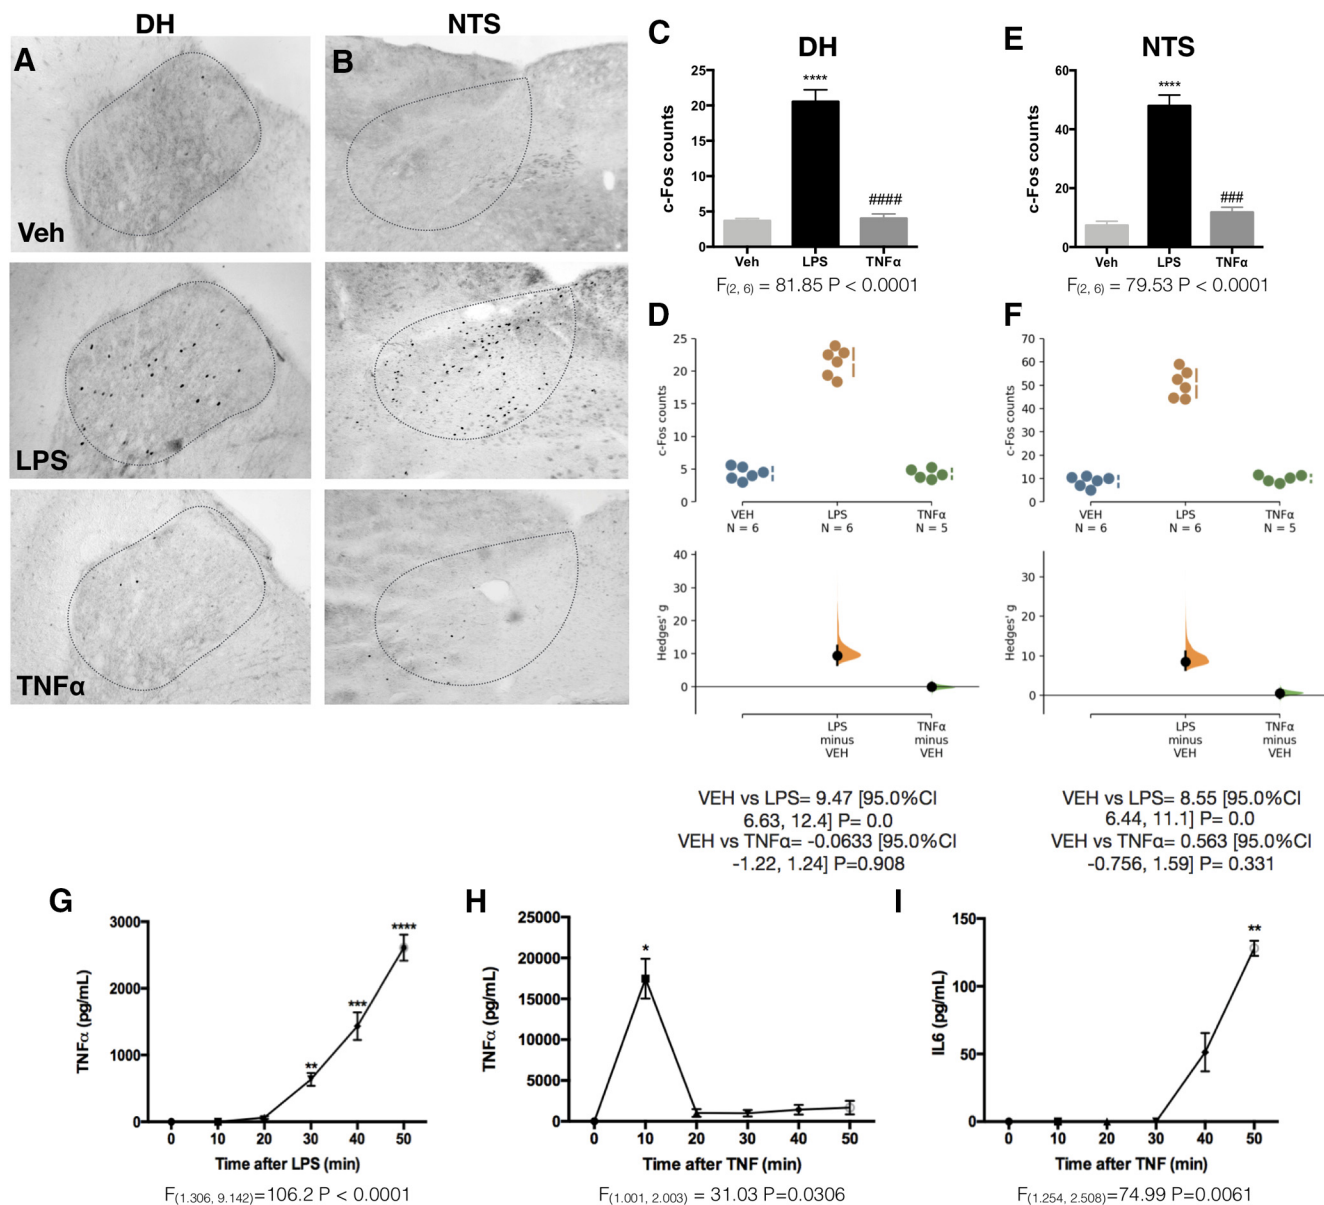 DH
NTS
A
B
Veh
LPS
TNFα
C
DH
c-Fos counts
25
20
15
10
5
0
****
####
Veh
LPS
TNFα
F(2, 6) = 81.85 P < 0.0001
E
NTS
c-Fos counts
60
40
20
0
****
###
Veh
LPS
TNFα
F(2, 6) = 79.53 P < 0.0001
D
c-Fos counts
25
20
15
10
5
0
VEH
N = 6
LPS
N = 6
TNFα
N = 5
Hedges' g
40
30
20
10
0
LPS
minus
VEH
TNFα
minus
VEH
VEH vs LPS= 9.47 [95.0%CI
6.63, 12.4] P= 0.0
VEH vs TNFα= -0.0633 [95.0%CI
-1.22, 1.24] P=0.908
F
c-Fos counts
70
60
50
40
30
20
10
0
VEH
N = 6
LPS
N = 6
TNFα
N = 5
Hedges' g
30
20
10
0
LPS
minus
VEH
TNFα
minus
VEH
VEH vs LPS= 8.55 [95.0%CI
6.44, 11.1] P= 0.0
VEH vs TNFα= 0.563 [95.0%CI
-0.756, 1.59] P= 0.331
G
TNFα (pg/mL)
3000
2000
1000
0
**
***
****
0 10 20 30 40 50
Time after LPS (min)
F(1.306, 9.142)=106.2 P < 0.0001
H
TNFα (pg/mL)
25000
20000
15000
10000
5000
0
*
0 10 20 30 40 50
Time after TNF (min)
F(1.001, 2.003) = 31.03 P=0.0306
I
IL6 (pg/mL)
150
100
50
0
**
0 10 20 30 40 50
Time after TNF (min)
F(1.254, 2.508)=74.99 P=0.0061